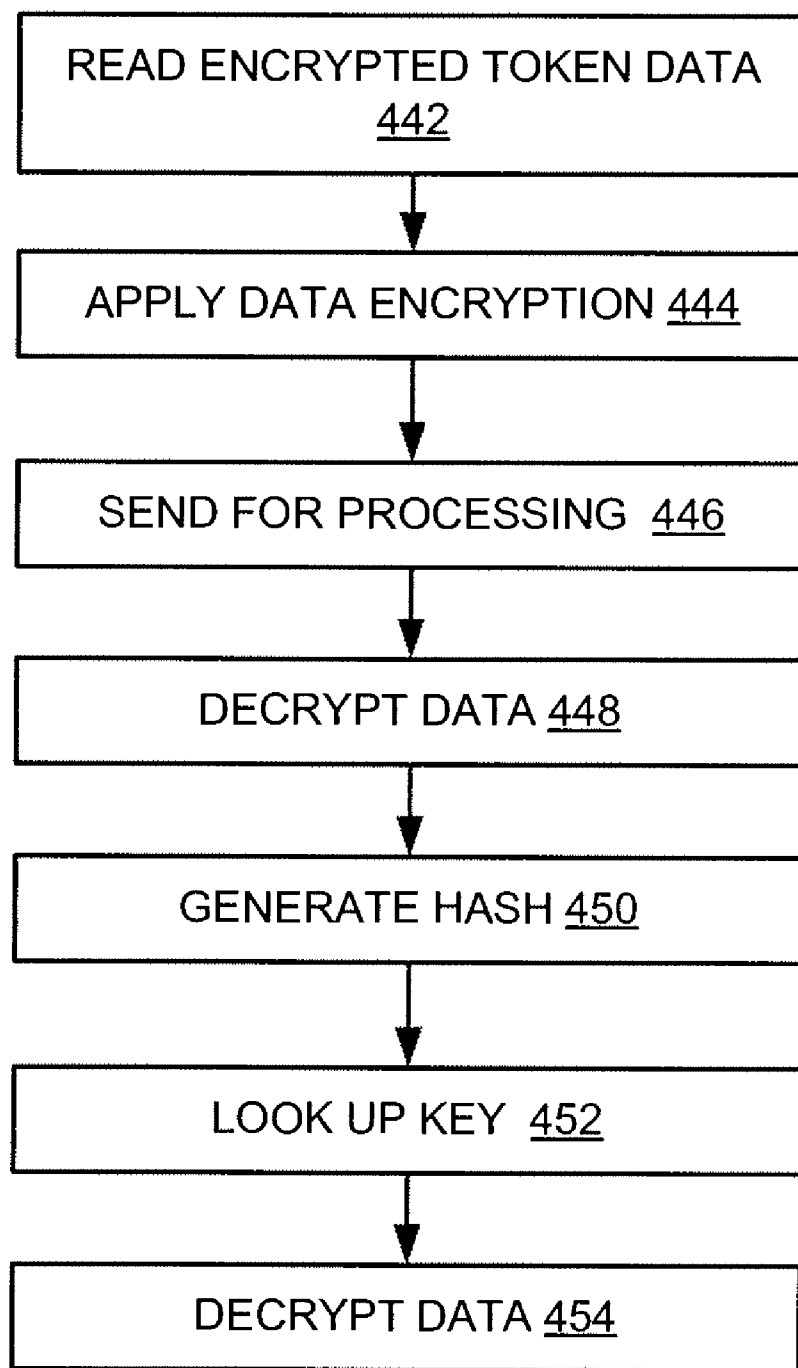 READ ENCRYPTED TOKEN DATA
442
APPLY DATA ENCRYPTION 444
SEND FOR PROCESSING 446
DECRYPT DATA 448
GENERATE HASH 450
LOOK UP KEY 452
DECRYPT DATA 454